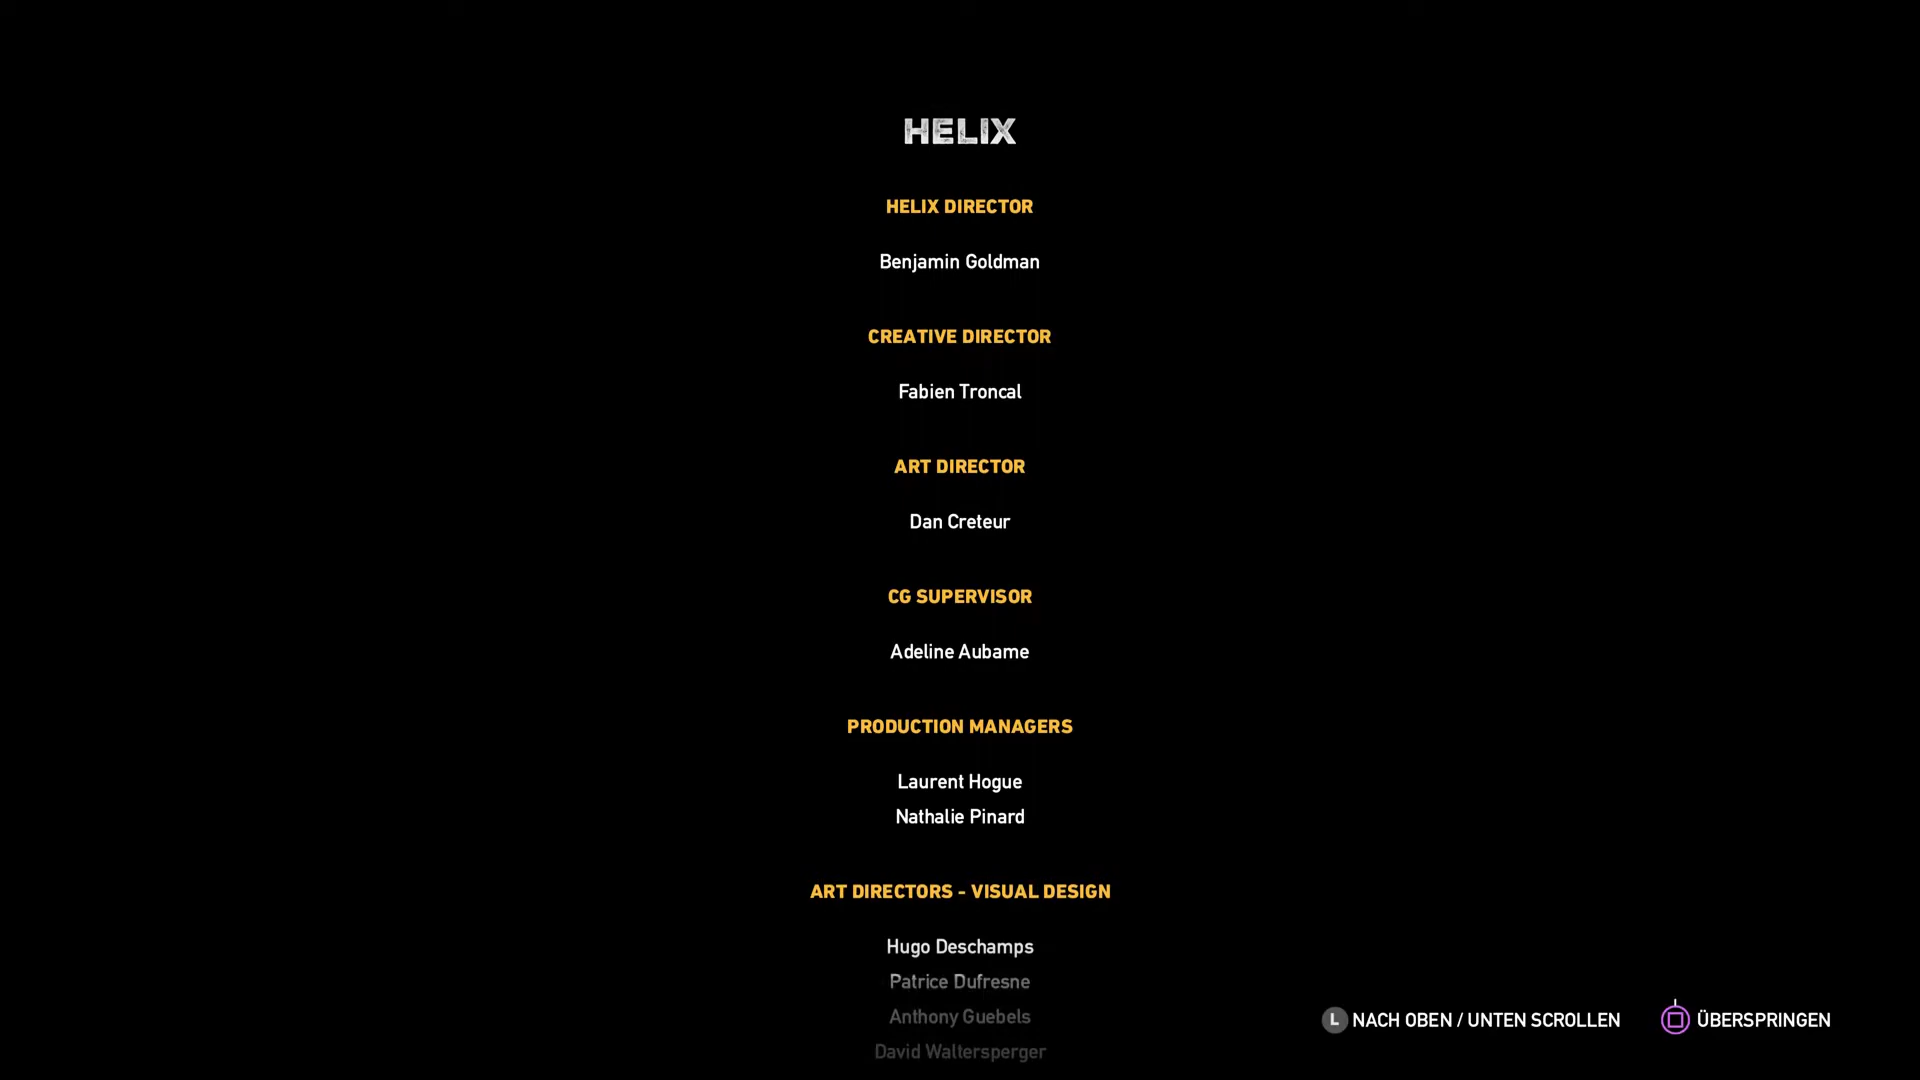 HELIX
HELIX DIRECTOR
Benjamin Goldman
CREATIVE DIRECTOR
Fabien Troncal
ART DIRECTOR
Dan Creteur
CG SUPERVISOR
Adeline Aubame
PRODUCTION MANAGERS
Laurent Hogue
Nathalie Pinard
ART DIRECTORS - VISUAL DESIGN
Hugo Deschamps
Patrice Dufresne
Anthony Guebels
David Waltersperger
L NACH OBEN / UNTEN SCROLLEN ÜBERSPRINGEN